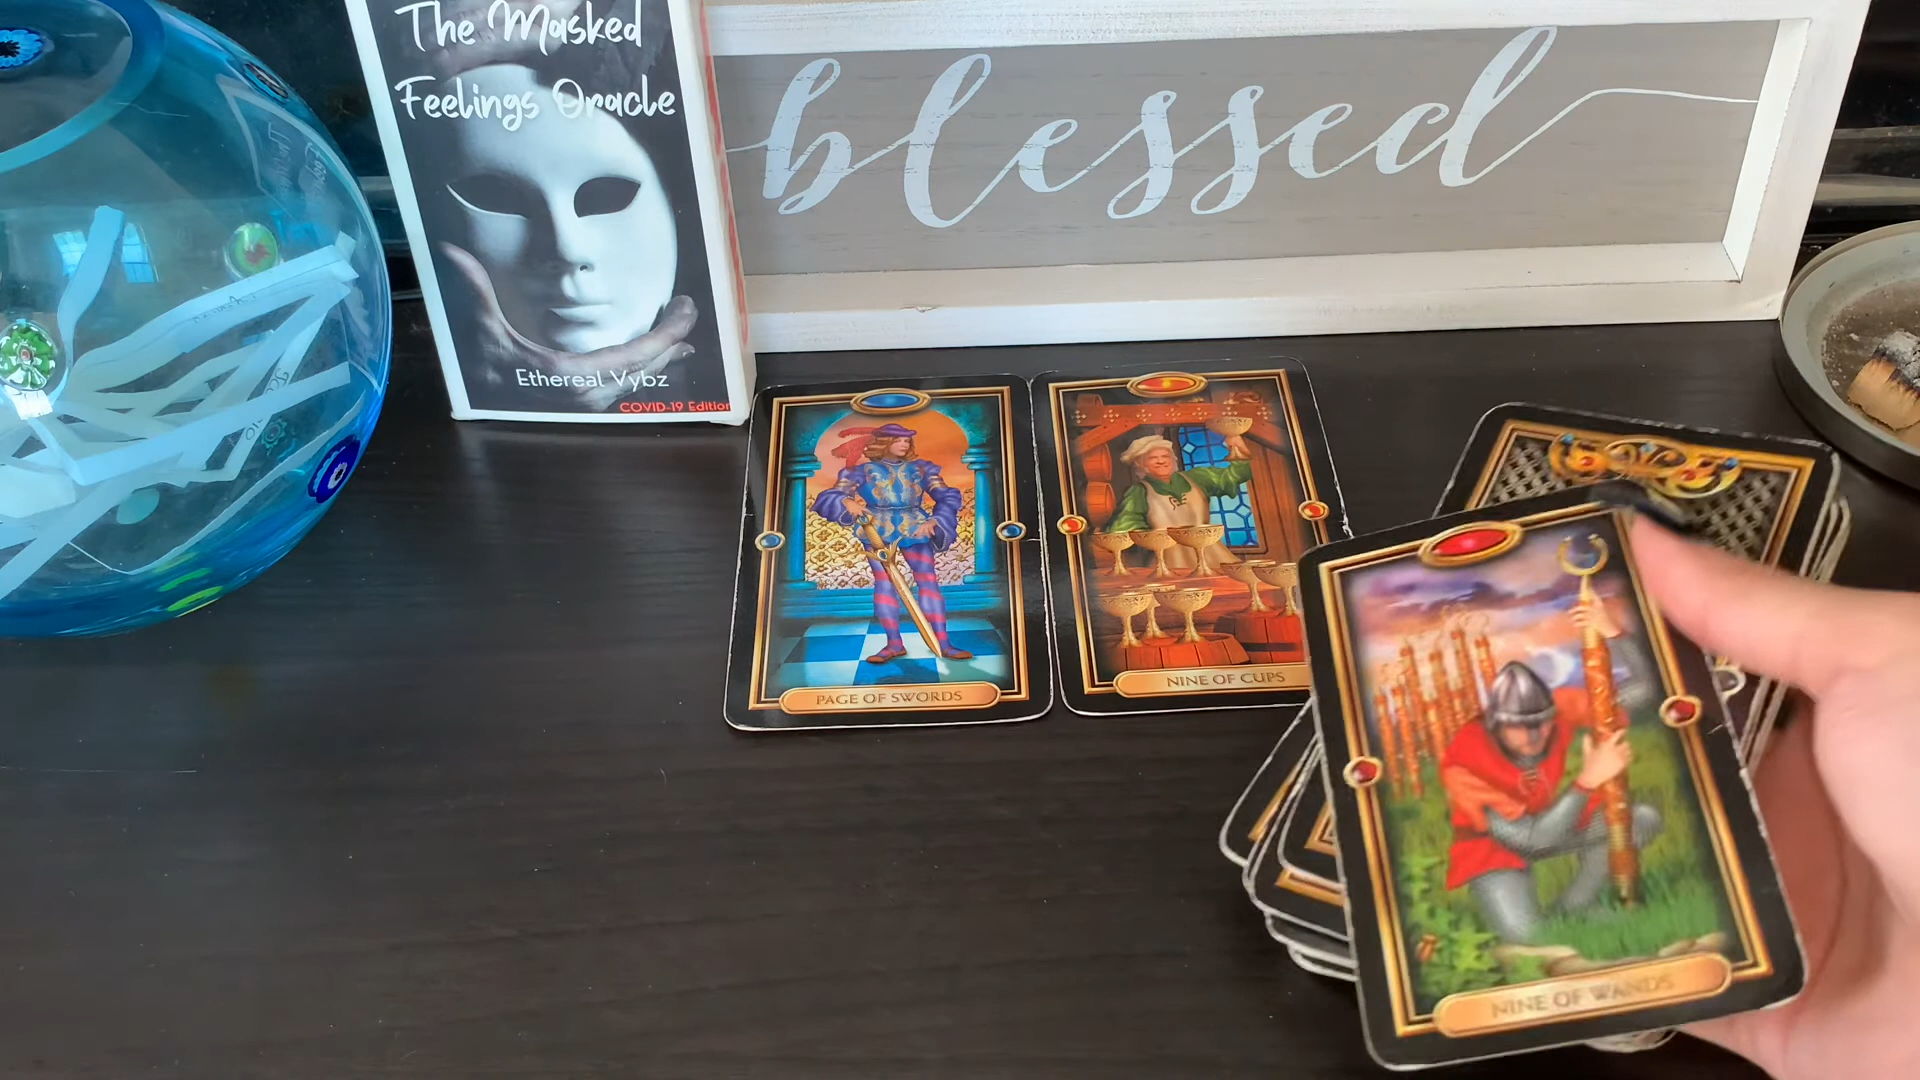 The Masked
Feelings Oracle
Ethereal Vybz
COVID-19 Edition
blessed
PAGE OF SWORDS
NINE OF CUPS
NINE OF WANDS